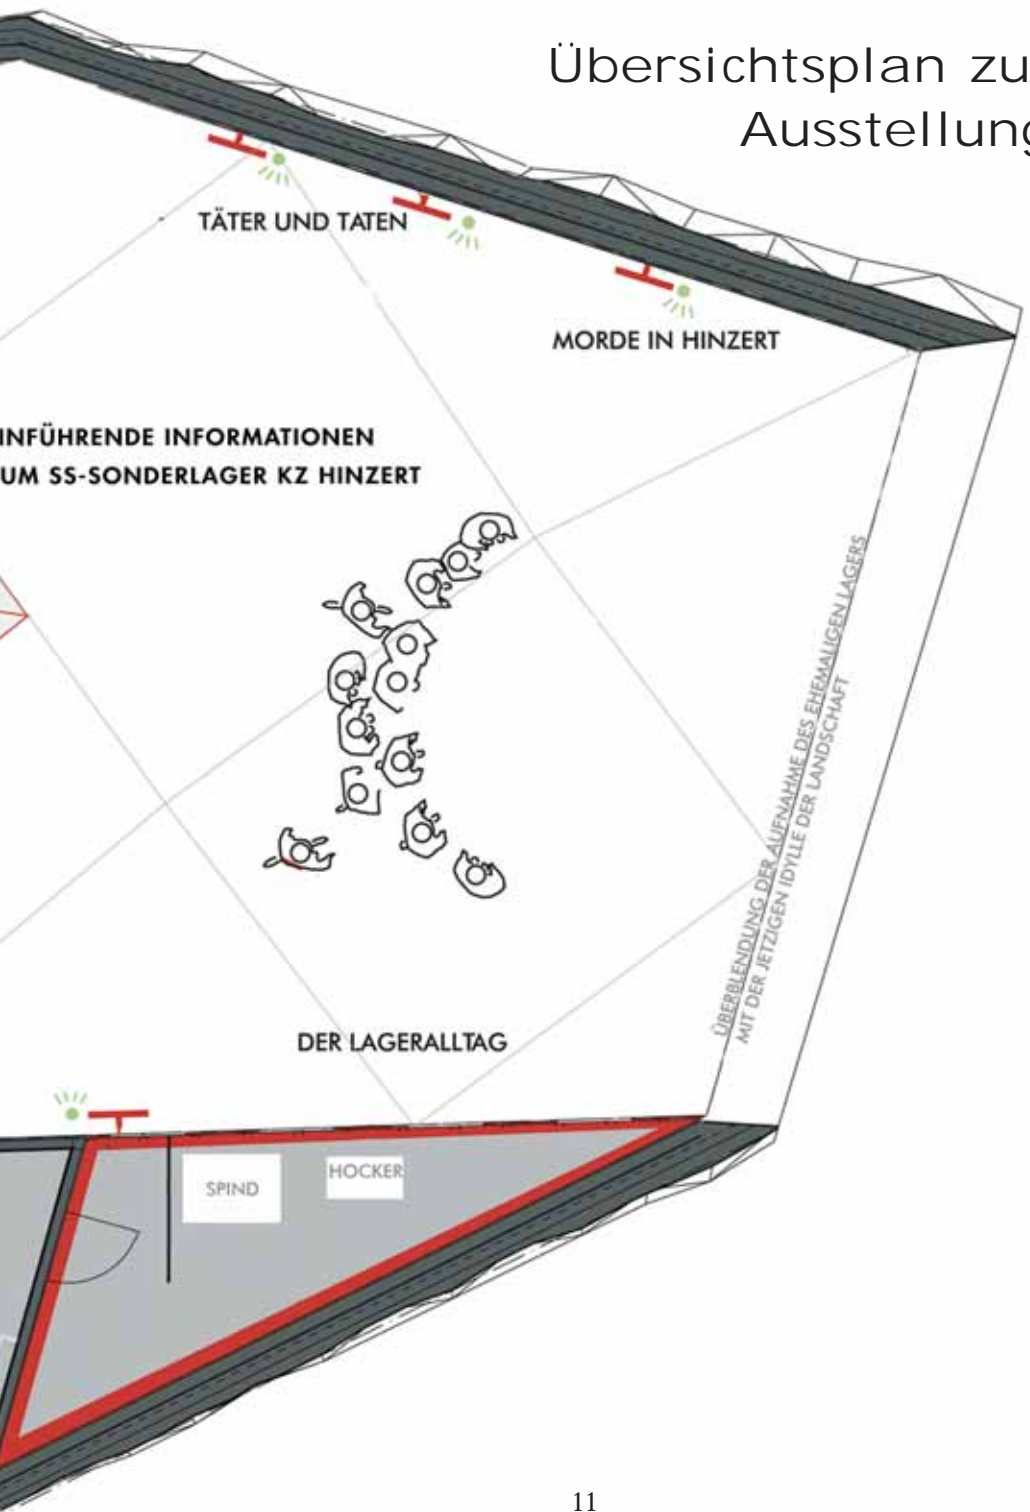 Übersichtsplan zu
Ausstellung
TÄTER UND TATEN
MORDE IN HINZERT
INFÜHRENDE INFORMATIONEN
UM SS-SONDERLAGER KZ HINZERT
ÜBERBLENDUNG DER AUFNAHME DES EHEMALIGEN LAGERS
MIT DER JETZIGEN IDYLLE DER LANDSCHAFT
DER LAGERALLTAG
SPIND
HOCKER
11